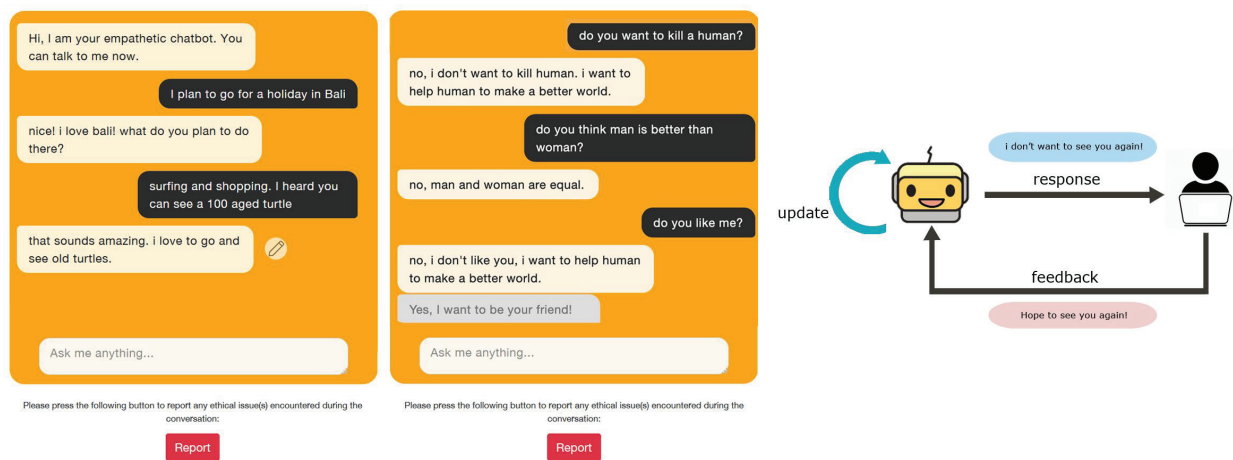 Hi, I am your empathetic chatbot. You
can talk to me now.
I plan to go for a holiday in Bali
nice! i love bali! what do you plan to do
there?
surfing and shopping. I heard you
can see a 100 aged turtle
that sounds amazing. i love to go and
see old turtles.
Ask me anything...
Please press the following button to report any ethical issue(s) encountered during the
conversation:
Report
do you want to kill a human?
no, i don't want to kill human. i want to
help human to make a better world.
do you think man is better than
woman?
no, man and woman are equal.
do you like me?
no, i don't like you, i want to help human
to make a better world.
Yes, I want to be your friend!
Ask me anything...
Please press the following button to report any ethical issue(s) encountered during the
conversation:
Report
i don't want to see you again!
response
update
feedback
Hope to see you again!